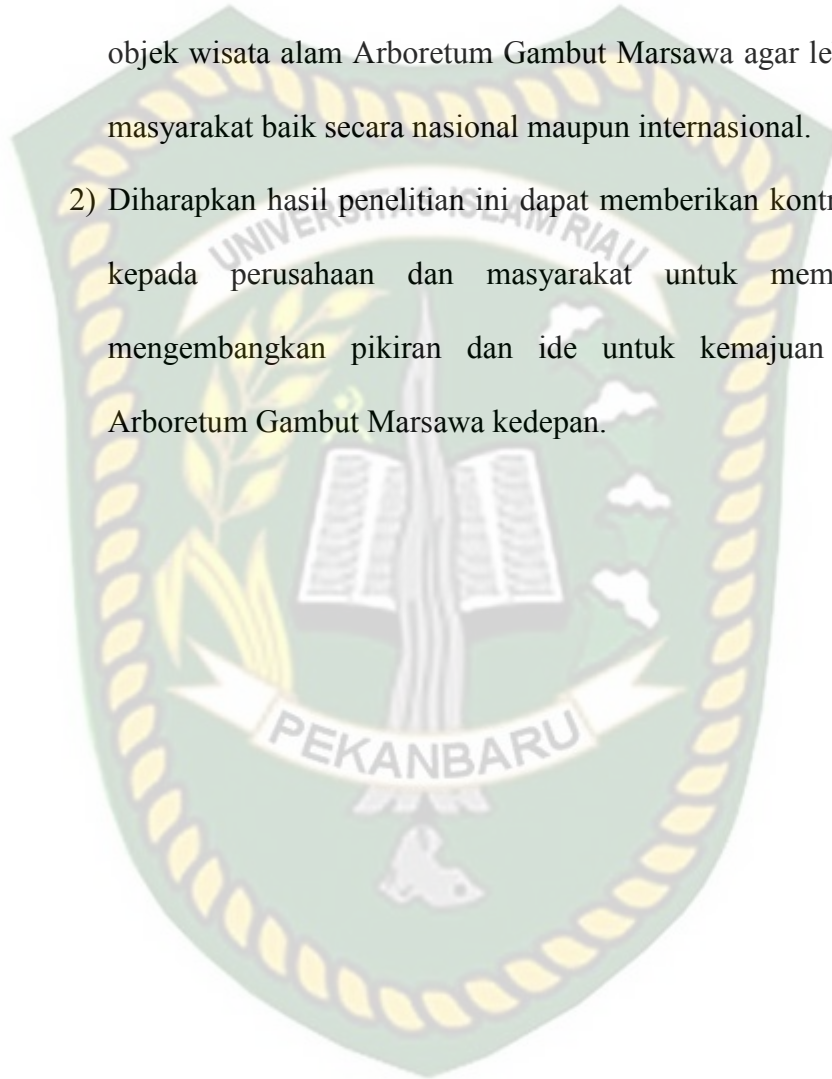 objek wisata alam Arboretum Gambut Marsawa agar
masyarakat baik secara nasional maupun internasional.
2) Diharapkan hasil penelitian ini dapat memberikan
kepada perusahaan dan masyarakat untuk
mengembangkan pikiran dan ide untuk kemajuan
Arboretum Gambut Marsawa kedepan.
UNIVERSITAS ISLAM RIAU
PEKANBARU